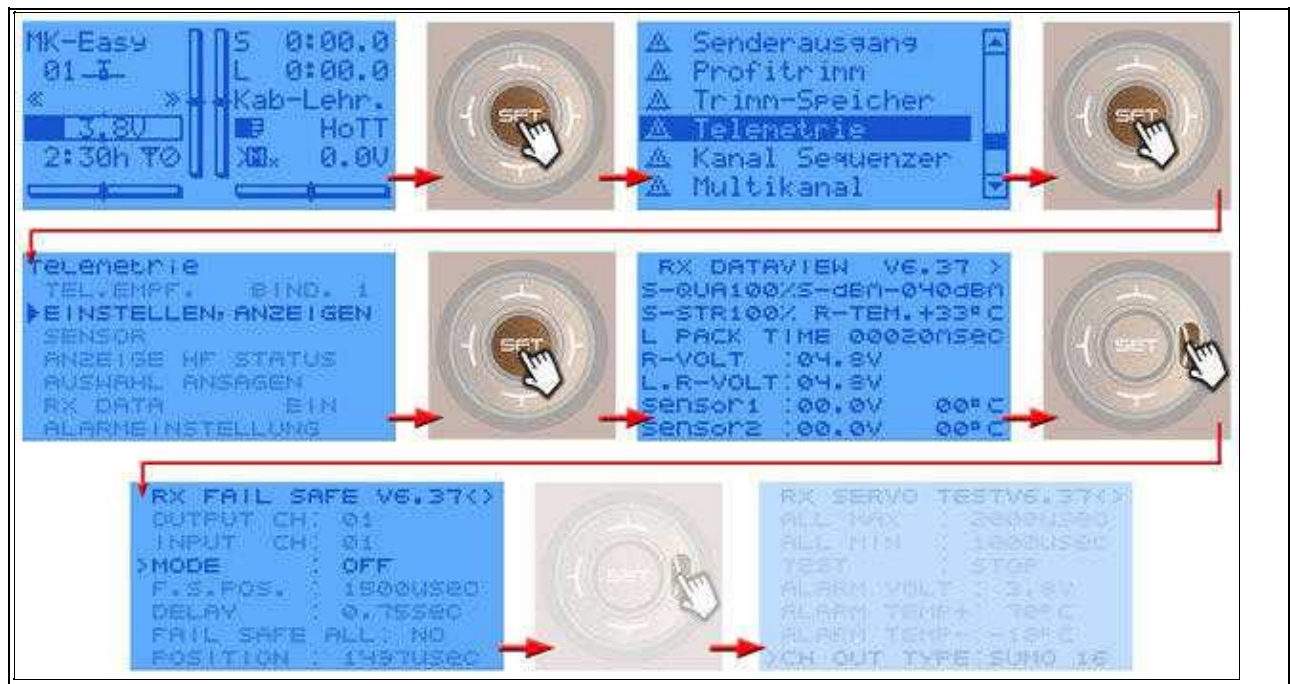 MK-Easy S 0:00.0
01 L 0:00.0
« » Kab-Lehr.
3.8V HoTT
2:30h M 0.0V
SET
Senderausgang
Profitrimm
Trimm-Speicher
Telemetrie
Kanal Sequenzer
Multikanal
SET
Telemetrie
TEL.EMPF. BIND. 1
EINSTELLEN, ANZEIGEN
SENSOR
ANZEIGE HF STATUS
AUSWAHL ANSAGEN
RX DATA EIN
ALARMEINSTELLUNG
SET
RX DATAVIEW V6.37 >
S-QUA100%S-dBm-040dBm
S-STR100% R-TEM.+33°C
L PACK TIME 00020msec
R-VOLT :04.8V
L.R-VOLT:04.8V
Sensor1 :00.0V 00°C
Sensor2 :00.0V 00°C
SET
RX FAIL SAFE V6.37<>
OUTPUT CH: 01
INPUT CH: 01
>MODE : OFF
F.S.POS. : 1500usec
DELAY : 0.75sec
FAIL SAFE ALL: NO
POSITION : 1497usec
SET
RX SERVO TESTV6.37<>
ALL MAX : 2000usec
ALL MIN : 1000usec
TEST : STOP
ALARM VOLT : 3.8V
ALARM TEMP+ 70°C
ALARM TEMP- -10°C
>CH OUT TYPE:SUMO 16